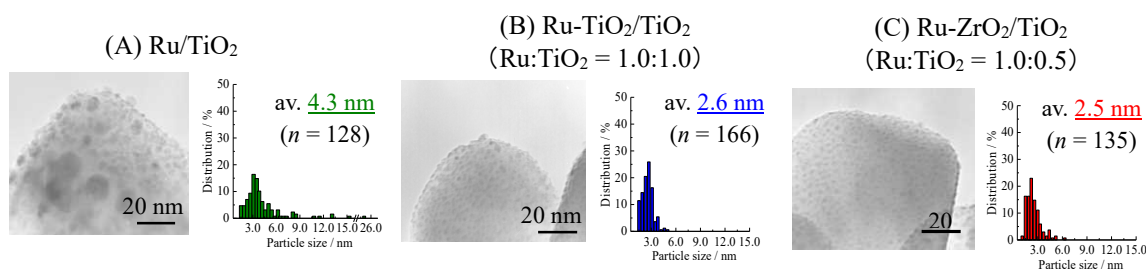 (A) Ru/TiO₂
50
40
30
20
10
0
Distribution / %
av. 4.3 nm
(n = 128)
3.0 6.0 9.0 12.0 15.0 26.0
Particle size / nm
20 nm
(B) Ru-TiO₂/TiO₂
(Ru:TiO₂ = 1.0:1.0)
50
40
30
20
10
0
Distribution / %
av. 2.6 nm
(n = 166)
3.0 6.0 9.0 12.0 15.0
Particle size / nm
20 nm
(C) Ru-ZrO₂/TiO₂
(Ru:TiO₂ = 1.0:0.5)
50
40
30
20
10
0
Distribution / %
av. 2.5 nm
(n = 135)
3.0 6.0 9.0 12.0 15.0
Particle size / nm
20